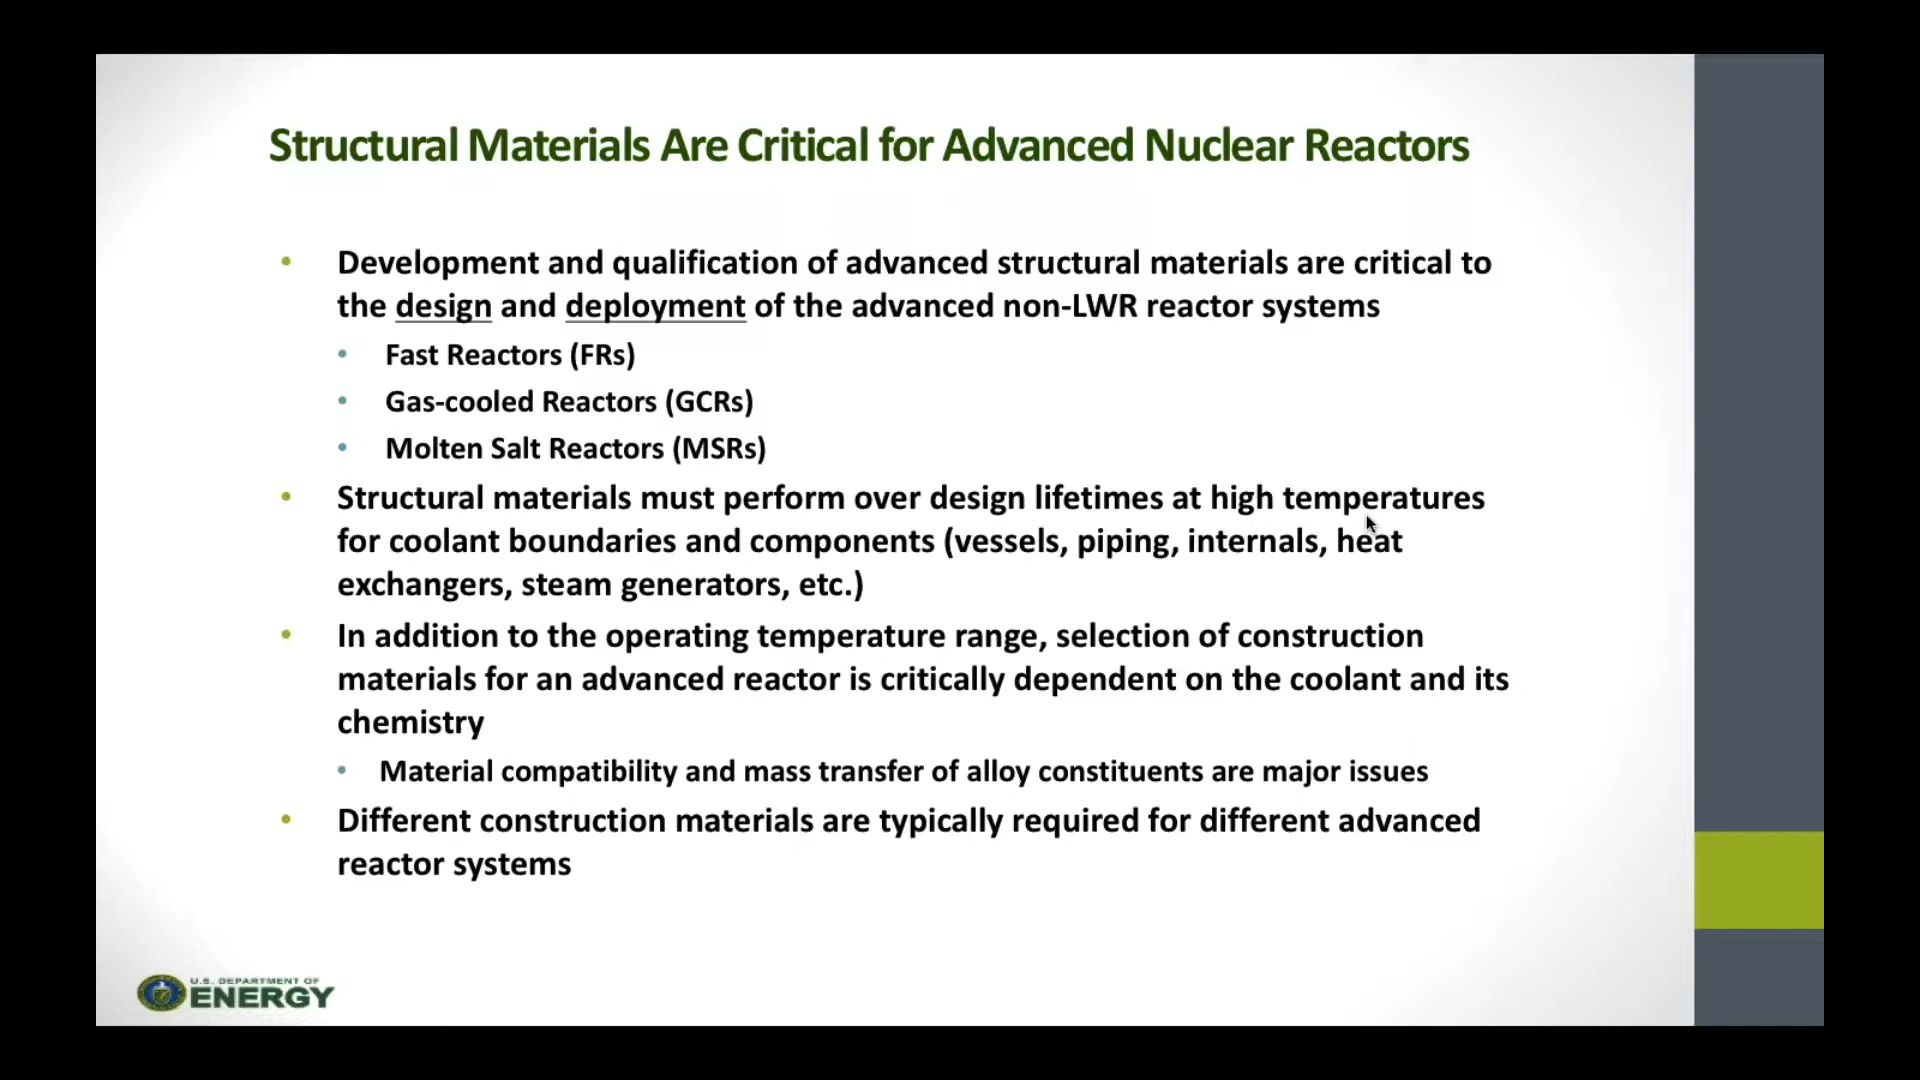 Structural Materials Are Critical for Advanced Nuclear Reactors
• Development and qualification of advanced structural materials are critical to
the design and deployment of the advanced non-LWR reactor systems
• Fast Reactors (FRs)
• Gas-cooled Reactors (GCRs)
• Molten Salt Reactors (MSRs)
• Structural materials must perform over design lifetimes at high temperatures
for coolant boundaries and components (vessels, piping, internals, heat
exchangers, steam generators, etc.)
• In addition to the operating temperature range, selection of construction
materials for an advanced reactor is critically dependent on the coolant and its
chemistry
• Material compatibility and mass transfer of alloy constituents are major issues
• Different construction materials are typically required for different advanced
reactor systems
U.S. DEPARTMENT OF
ENERGY